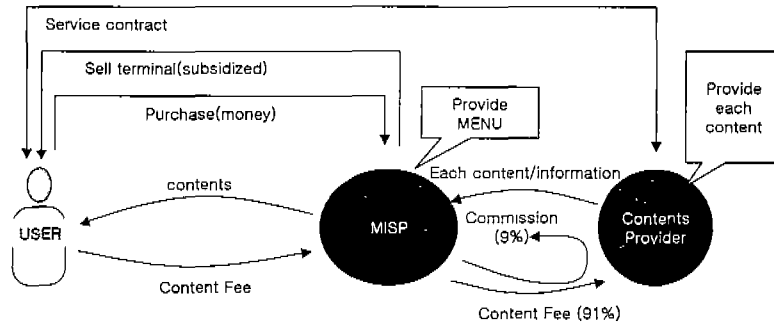 Service contract
Sell terminal(subsidized)
Purchase(money)
Provide
MENU
Provide
each
content
contents
Each content/information
USER
MISP
Commission
(9%)
Contents
Provider
Content Fee
Content Fee (91%)